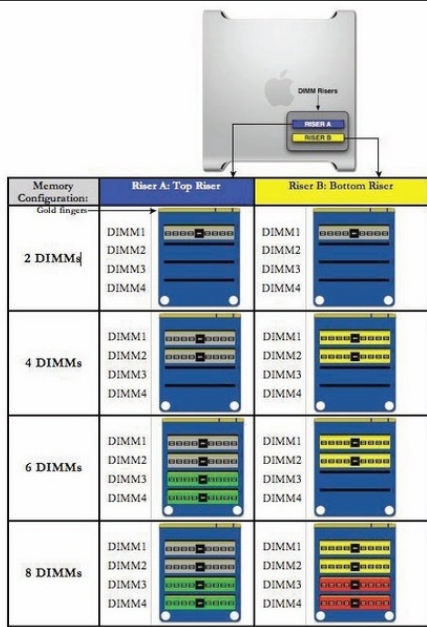 DIMM Risers
RISER A
RISER B
Memory Configuration:
Riser A: Top Riser
Riser B: Bottom Riser
Gold fingers
2 DIMMs
DIMM1
DIMM2
DIMM3
DIMM4
DIMM1
DIMM2
DIMM3
DIMM4
4 DIMMs
DIMM1
DIMM2
DIMM3
DIMM4
DIMM1
DIMM2
DIMM3
DIMM4
6 DIMMs
DIMM1
DIMM2
DIMM3
DIMM4
DIMM1
DIMM2
DIMM3
DIMM4
8 DIMMs
DIMM1
DIMM2
DIMM3
DIMM4
DIMM1
DIMM2
DIMM3
DIMM4